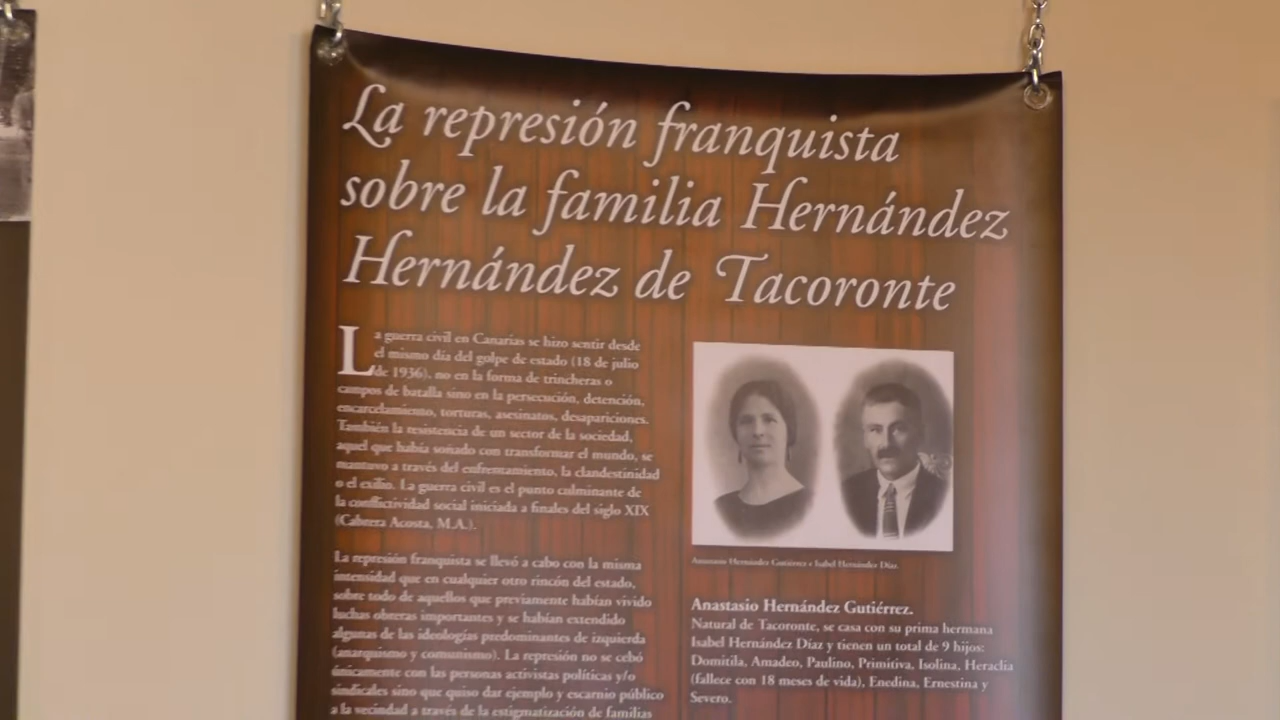 La represión franquista
sobre la familia Hernández
Hernández de Tacoronte
La guerra civil en Canarias se hizo sentir desde
el mismo día del golpe de estado (18 de julio
de 1936), no en la forma de trincheras o
campos de batalla sino en la persecución, detención,
encarcelamiento, torturas, asesinatos, desapariciones.
También la resistencia de un sector de la sociedad,
aquel que había soñado con transformar el mundo, se
mantuvo a través del enfrentamiento, la clandestinidad
o el exilio. La guerra civil es el punto culminante de
la conflictividad social iniciada a finales del siglo XIX
(Cabrera Acosta, M.A.).
La represión franquista se llevó a cabo con la misma
intensidad que en cualquier otro rincón del estado,
sobre todo de aquellos que previamente habían vivido
luchas obreras importantes y se habían extendido
algunas de las ideologías predominantes de izquierda
(anarquismo y comunismo). La represión no se cebó
únicamente con las personas activistas políticas y/o
sindicales sino que quiso dar ejemplo y escarnio público
a la vecindad a través de la estigmatización de familias
Anastasio Hernández Gutiérrez e Isabel Hernández Díaz.
Anastasio Hernández Gutiérrez.
Natural de Tacoronte, se casa con su prima hermana
Isabel Hernández Díaz y tienen un total de 9 hijos:
Domitila, Amadeo, Paulino, Primitiva, Isolina, Heraclia
(fallece con 18 meses de vida), Enedina, Ernestina y
Severo.